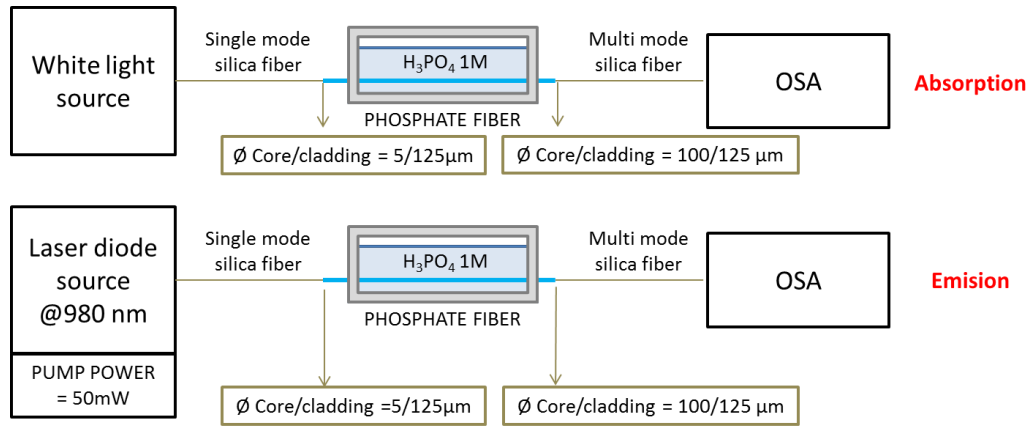 White light
source
Single mode
silica fiber
H₃PO₄ 1M
Multi mode
silica fiber
OSA
Absorption
PHOSPHATE FIBER
Ø Core/cladding = 5/125µm
Ø Core/cladding = 100/125 µm
Laser diode
source
@980 nm
Single mode
silica fiber
H₃PO₄ 1M
Multi mode
silica fiber
OSA
Emision
PHOSPHATE FIBER
PUMP POWER
= 50mW
Ø Core/cladding =5/125µm
Ø Core/cladding = 100/125 µm